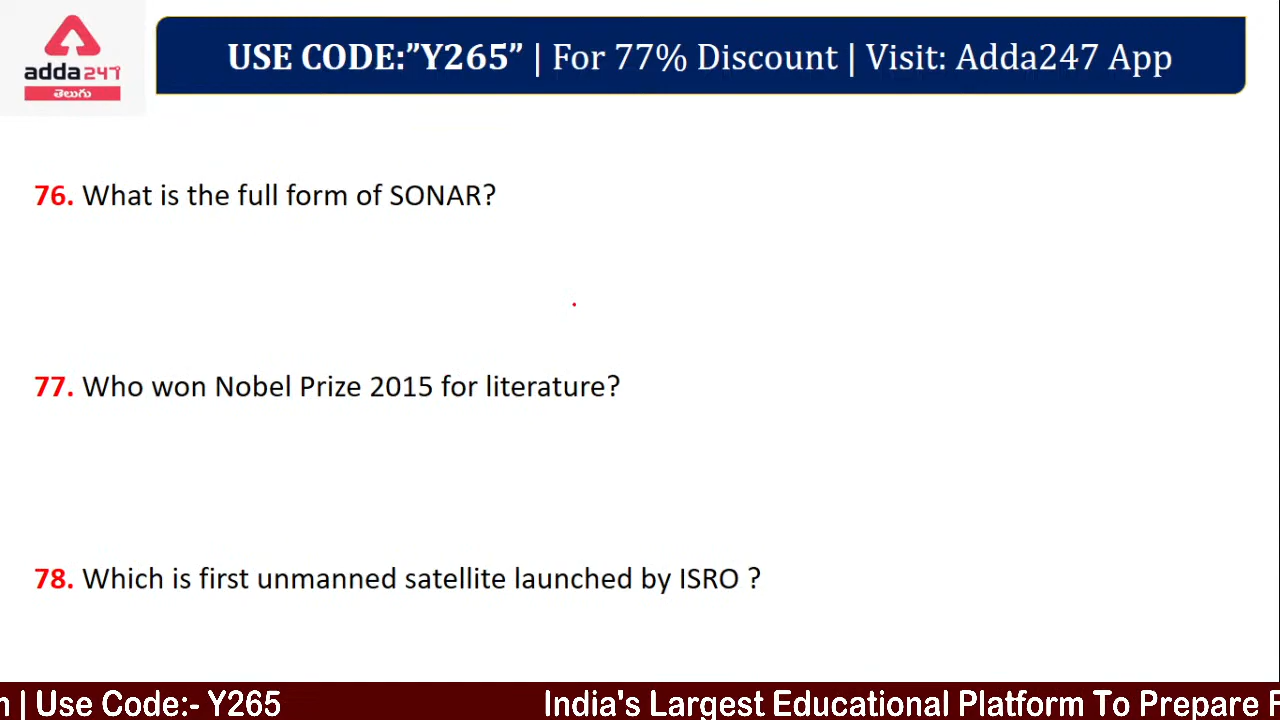 adda247
తెలుగు
USE CODE:”Y265” | For 77% Discount | Visit: Adda247 App
76. What is the full form of SONAR?
77. Who won Nobel Prize 2015 for literature?
78. Which is first unmanned satellite launched by ISRO ?
| Use Code:- Y265 India's Largest Educational Platform To Prepare